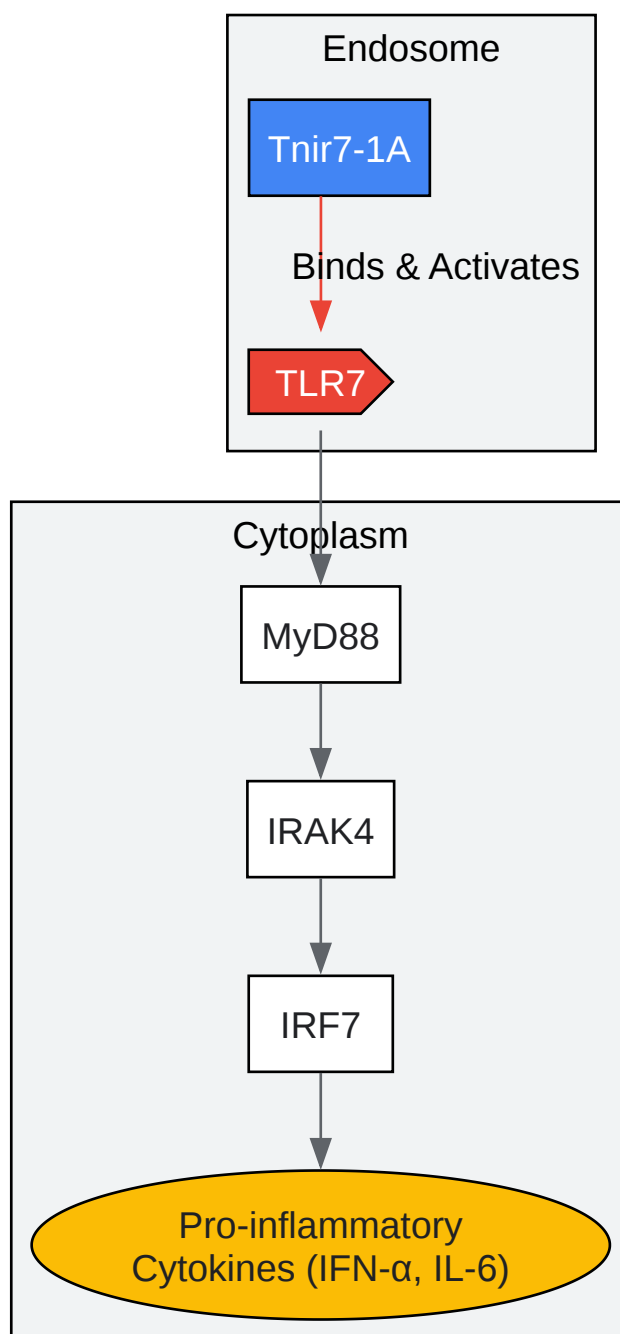 Endosome
Tnir7-1A
Binds & Activates
TLR7
Cytoplasm
MyD88
IRAK4
IRF7
Pro-inflammatory
Cytokines (IFN-α, IL-6)